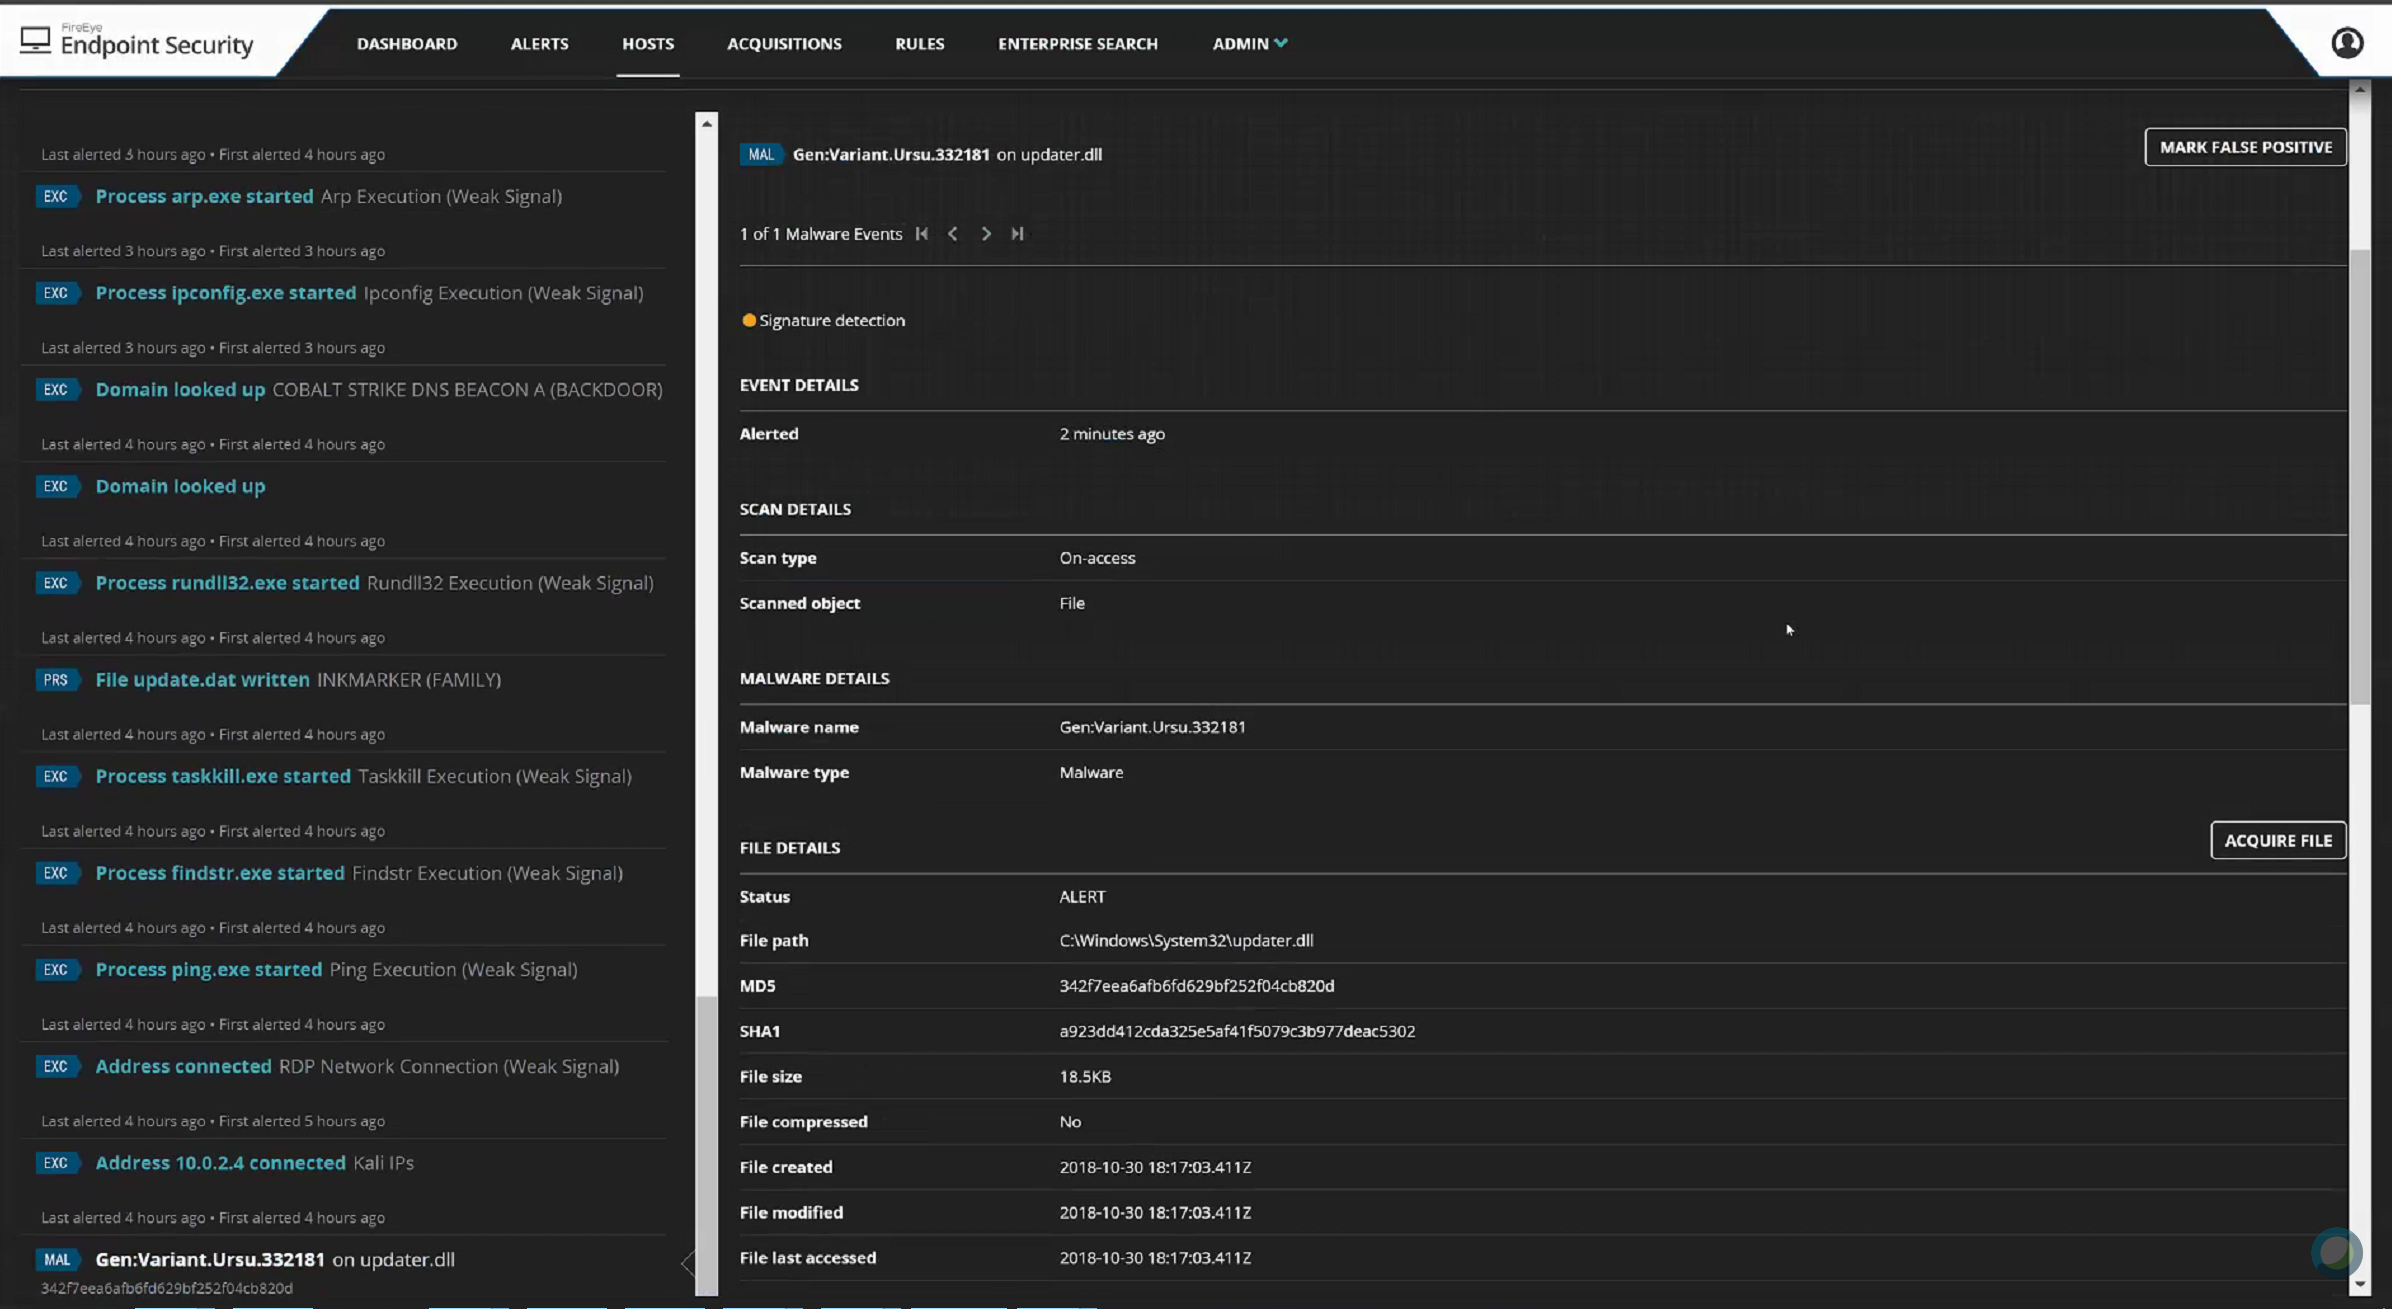 FireEye
Endpoint Security
DASHBOARD
ALERTS
HOSTS
ACQUISITIONS
RULES
ENTERPRISE SEARCH
ADMIN
Last alerted 3 hours ago • First alerted 4 hours ago
EXC Process arp.exe started Arp Execution (Weak Signal)
Last alerted 3 hours ago • First alerted 3 hours ago
EXC Process ipconfig.exe started Ipconfig Execution (Weak Signal)
Last alerted 3 hours ago • First alerted 3 hours ago
EXC Domain looked up COBALT STRIKE DNS BEACON A (BACKDOOR)
Last alerted 4 hours ago • First alerted 4 hours ago
EXC Domain looked up
Last alerted 4 hours ago • First alerted 4 hours ago
EXC Process rundll32.exe started Rundll32 Execution (Weak Signal)
Last alerted 4 hours ago • First alerted 4 hours ago
PRS File update.dat written INKMARKER (FAMILY)
Last alerted 4 hours ago • First alerted 4 hours ago
EXC Process taskkill.exe started Taskkill Execution (Weak Signal)
Last alerted 4 hours ago • First alerted 4 hours ago
EXC Process findstr.exe started Findstr Execution (Weak Signal)
Last alerted 4 hours ago • First alerted 4 hours ago
EXC Process ping.exe started Ping Execution (Weak Signal)
Last alerted 4 hours ago • First alerted 4 hours ago
EXC Address connected RDP Network Connection (Weak Signal)
Last alerted 4 hours ago • First alerted 5 hours ago
EXC Address 10.0.2.4 connected Kali IPs
Last alerted 4 hours ago • First alerted 4 hours ago
MAL Gen:Variant.Ursu.332181 on updater.dll
342f7eea6afb6fd629bf252f04cb820d
MAL Gen:Variant.Ursu.332181 on updater.dll
MARK FALSE POSITIVE
1 of 1 Malware Events
Signature detection
EVENT DETAILS
Alerted 2 minutes ago
SCAN DETAILS
Scan type On-access
Scanned object File
MALWARE DETAILS
Malware name Gen:Variant.Ursu.332181
Malware type Malware
FILE DETAILS
ACQUIRE FILE
Status ALERT
File path C:\Windows\System32\updater.dll
MD5 342f7eea6afb6fd629bf252f04cb820d
SHA1 a923dd412cda325e5af41f5079c3b977deac5302
File size 18.5KB
File compressed No
File created 2018-10-30 18:17:03.411Z
File modified 2018-10-30 18:17:03.411Z
File last accessed 2018-10-30 18:17:03.411Z